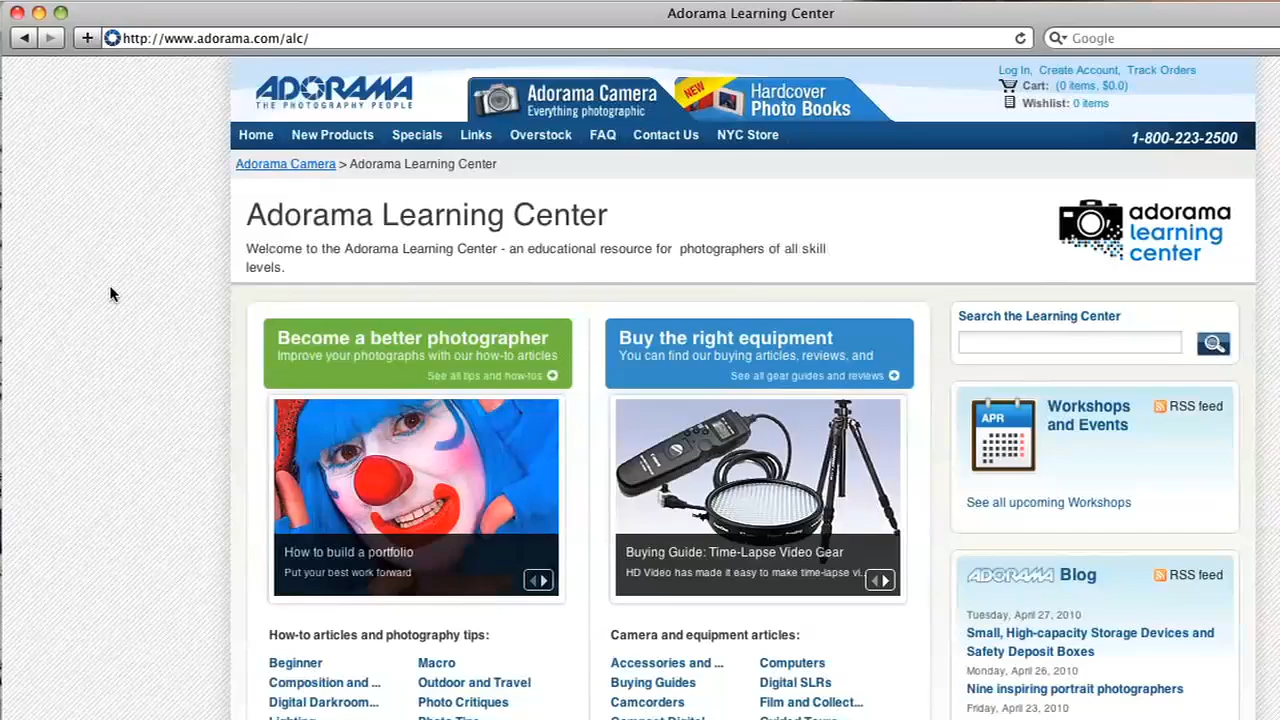 Adorama Learning Center
http://www.adorama.com/alc/
Google
ADORAMA
THE PHOTOGRAPHY PEOPLE
Adorama Camera
Everything photographic
NEW
Hardcover
Photo Books
Log In, Create Account, Track Orders
Cart: (0 items, $0.0)
Wishlist: 0 items
Home New Products Specials Links Overstock FAQ Contact Us NYC Store
1-800-223-2500
Adorama Camera > Adorama Learning Center
Adorama Learning Center
Welcome to the Adorama Learning Center - an educational resource for photographers of all skill
levels.
adorama
learning
center
Become a better photographer
Improve your photographs with our how-to articles
See all tips and how-tos
How to build a portfolio
Put your best work forward
How-to articles and photography tips:
Beginner Macro
Composition and ... Outdoor and Travel
Digital Darkroom... Photo Critiques
Lighting Photo Tips
Buy the right equipment
You can find our buying articles, reviews, and
See all gear guides and reviews
Buying Guide: Time-Lapse Video Gear
HD Video has made it easy to make time-lapse vi...
Camera and equipment articles:
Accessories and ... Computers
Buying Guides Digital SLRs
Camcorders Film and Collect...
Compact Digital Guided Tours
Search the Learning Center
APR
Workshops
and Events
RSS feed
See all upcoming Workshops
ADORAMA Blog
RSS feed
Tuesday, April 27, 2010
Small, High-capacity Storage Devices and
Safety Deposit Boxes
Monday, April 26, 2010
Nine inspiring portrait photographers
Friday, April 23, 2010